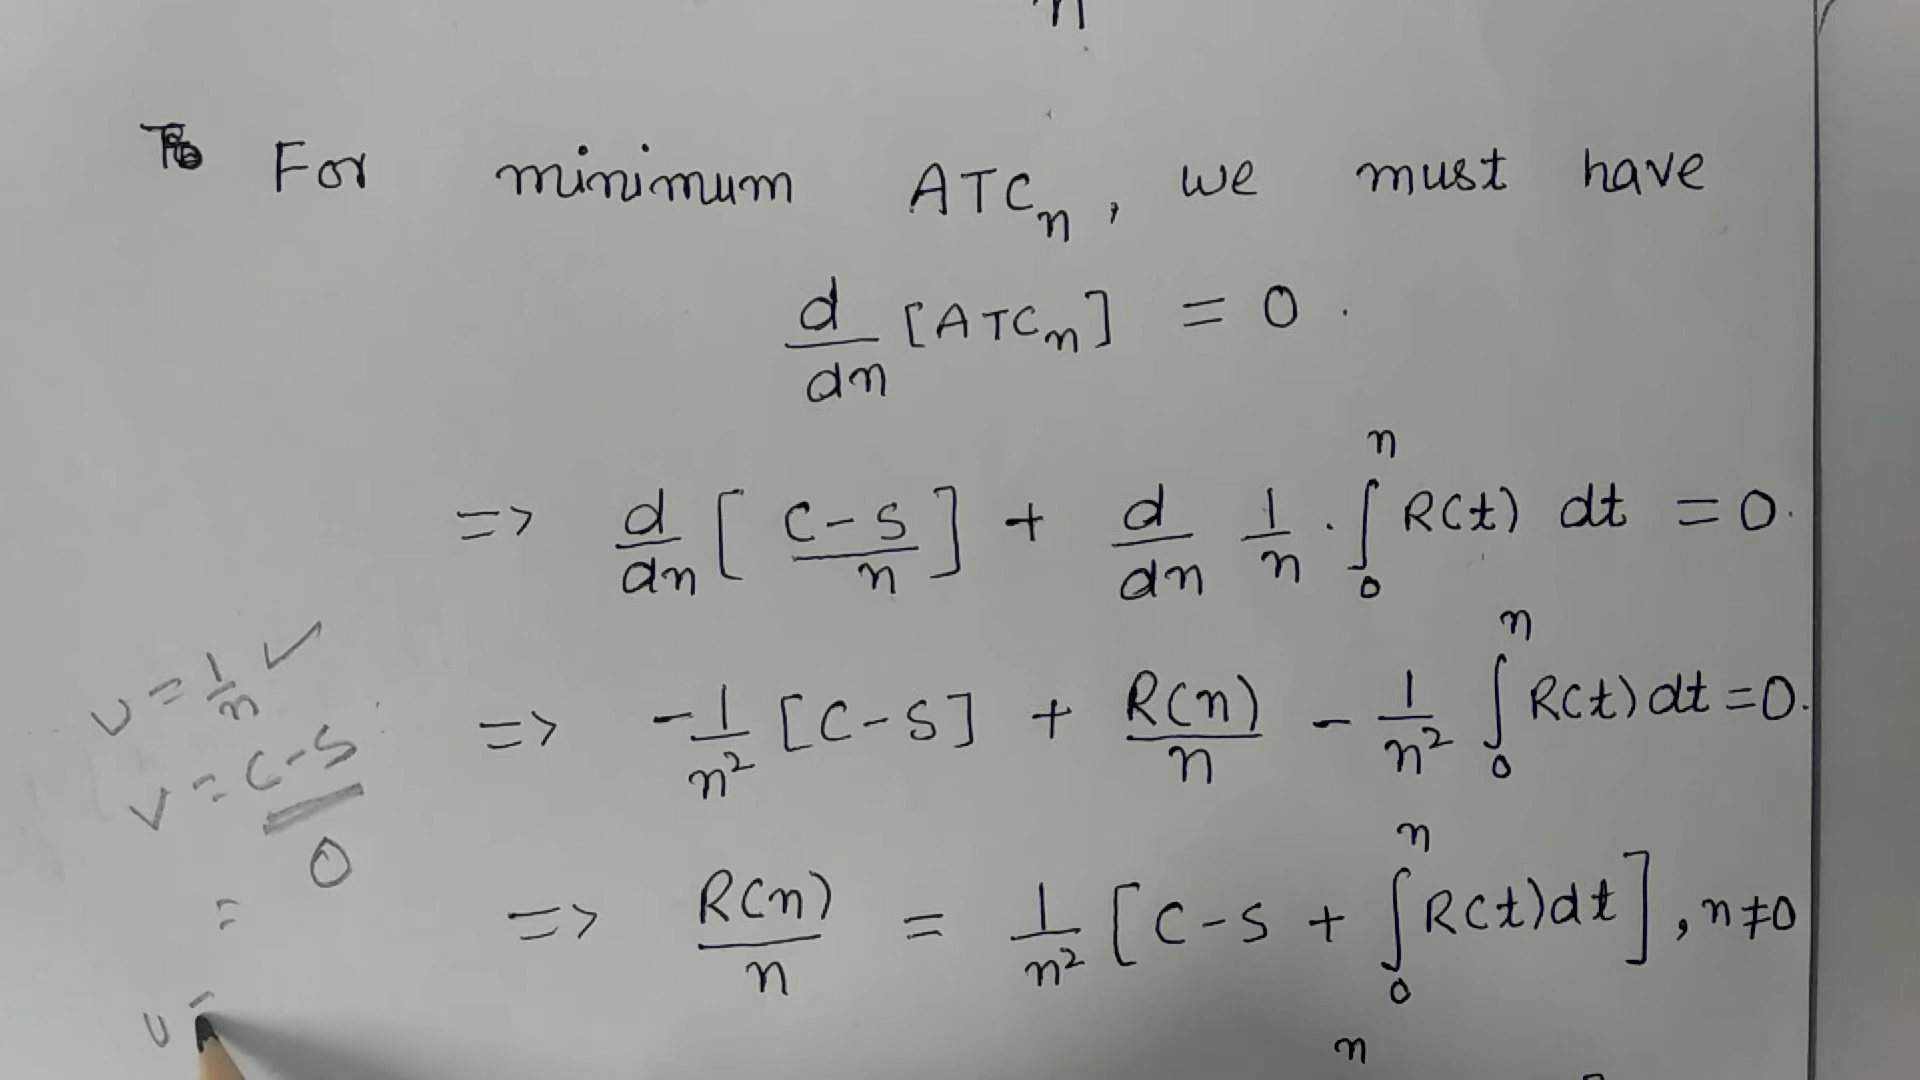 n
For minimum ATCₙ, we must have
d/dn [ATCₙ] = 0.
=> d/dn [C-S/n] + d/dn 1/n . ∫₀ⁿ R(t) dt = 0.
=> -1/n² [C-S] + R(n)/n - 1/n² ∫₀ⁿ R(t) dt = 0.
=> R(n)/n = 1/n² [C-S + ∫₀ⁿ R(t)dt], n≠0
n
U = 1/n ✓
V = C-S
0
=
U =